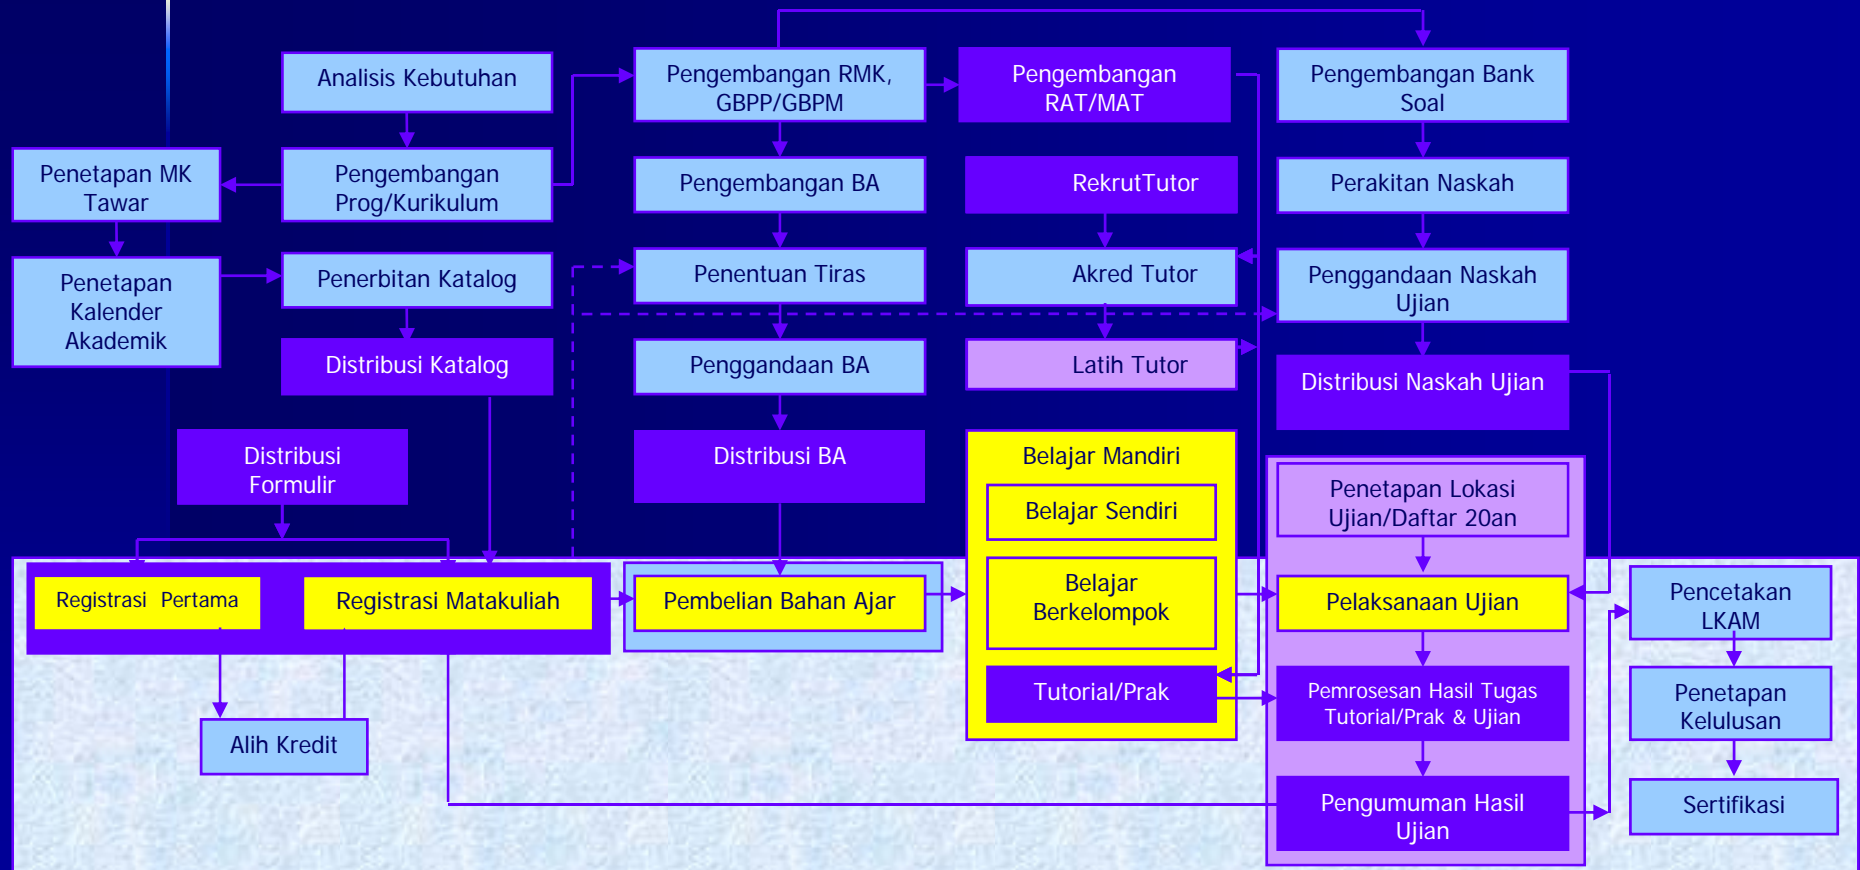 Analisis Kebutuhan
Pengembangan RMK,
GBPP/GBPM
Pengembangan
RAT/MAT
Pengembangan Bank
Soal
Penetapan MK
Tawar
Pengembangan
Prog/Kurikulum
Pengembangan BA
RekrutTutor
Perakitan Naskah
Penetapan
Kalender
Akademik
Penerbitan Katalog
Penentuan Tiras
Akred Tutor
Penggandaan Naskah
Ujian
Distribusi Katalog
Penggandaan BA
Latih Tutor
Distribusi Naskah Ujian
Distribusi
Formulir
Distribusi BA
Belajar Mandiri
Belajar Sendiri
Penetapan Lokasi
Ujian/Daftar 20an
Registrasi Pertama
Registrasi Matakuliah
Pembelian Bahan Ajar
Belajar
Berkelompok
Pelaksanaan Ujian
Pencetakan
LKAM
Tutorial/Prak
Pemrosesan Hasil Tugas
Tutorial/Prak & Ujian
Penetapan
Kelulusan
Alih Kredit
Pengumuman Hasil
Ujian
Sertifikasi